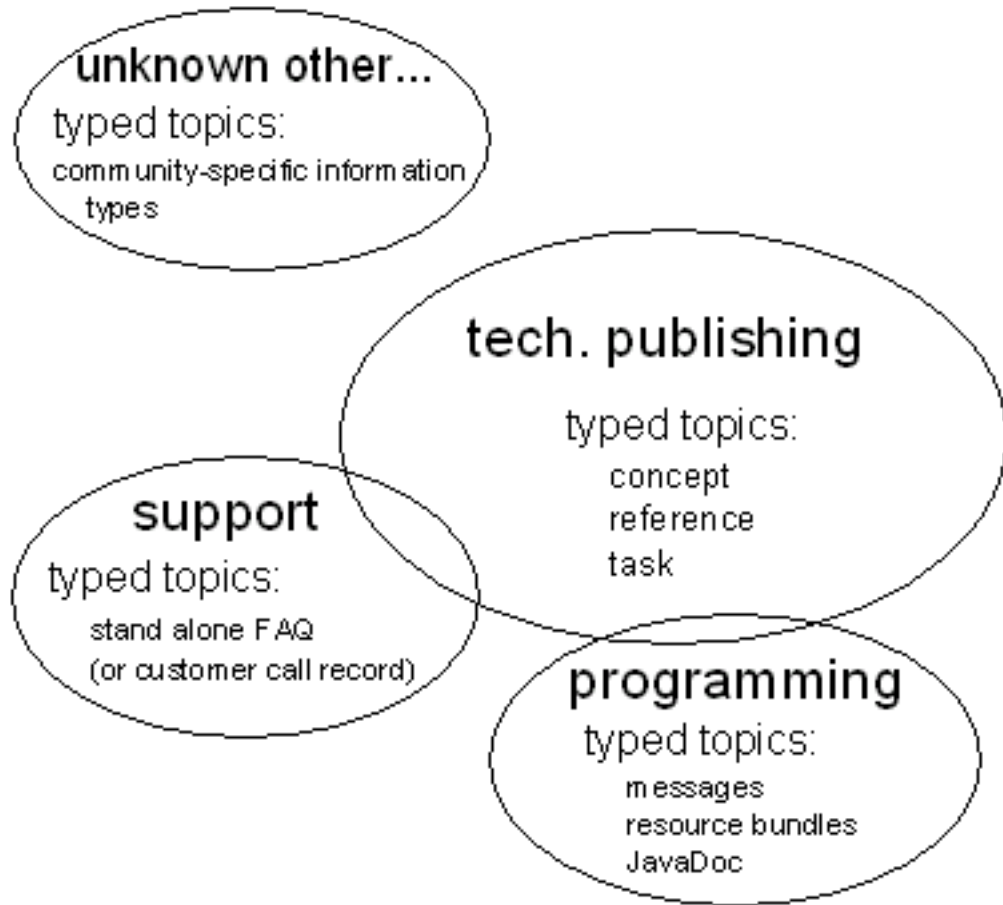 unknown other...
typed topics:
community-specific information
types
tech. publishing
typed topics:
concept
reference
task
support
typed topics:
stand alone FAQ
(or customer call record)
programming
typed topics:
messages
resource bundles
JavaDoc